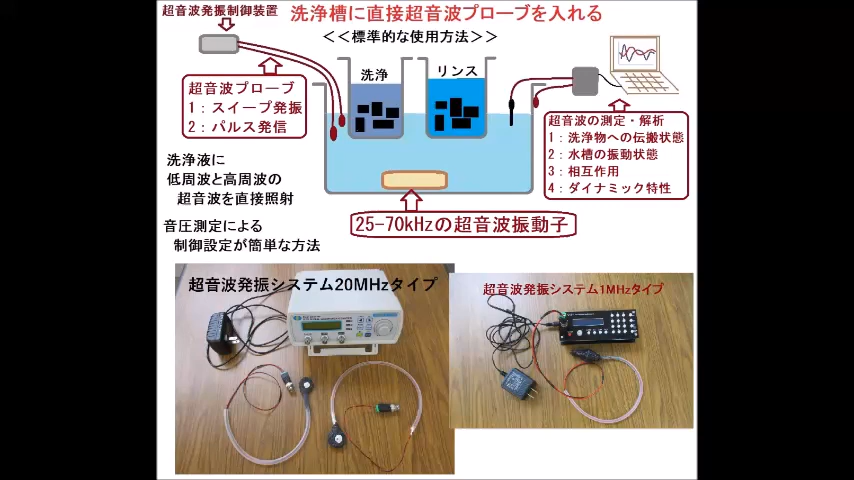 超音波発振制御装置
洗浄槽に直接超音波プローブを入れる
<<標準的な使用方法>>
洗浄
リンス
超音波プローブ
1:スイープ発振
2:パルス発信
超音波の測定・解析
1:洗浄物への伝搬状態
2:水槽の振動状態
3:相互作用
4:ダイナミック特性
洗浄液に
低周波と高周波の
超音波を直接照射
音圧測定による
制御設定が簡単な方法
25-70kHzの超音波振動子
超音波発振システム20MHzタイプ
超音波発振システム1MHzタイプ